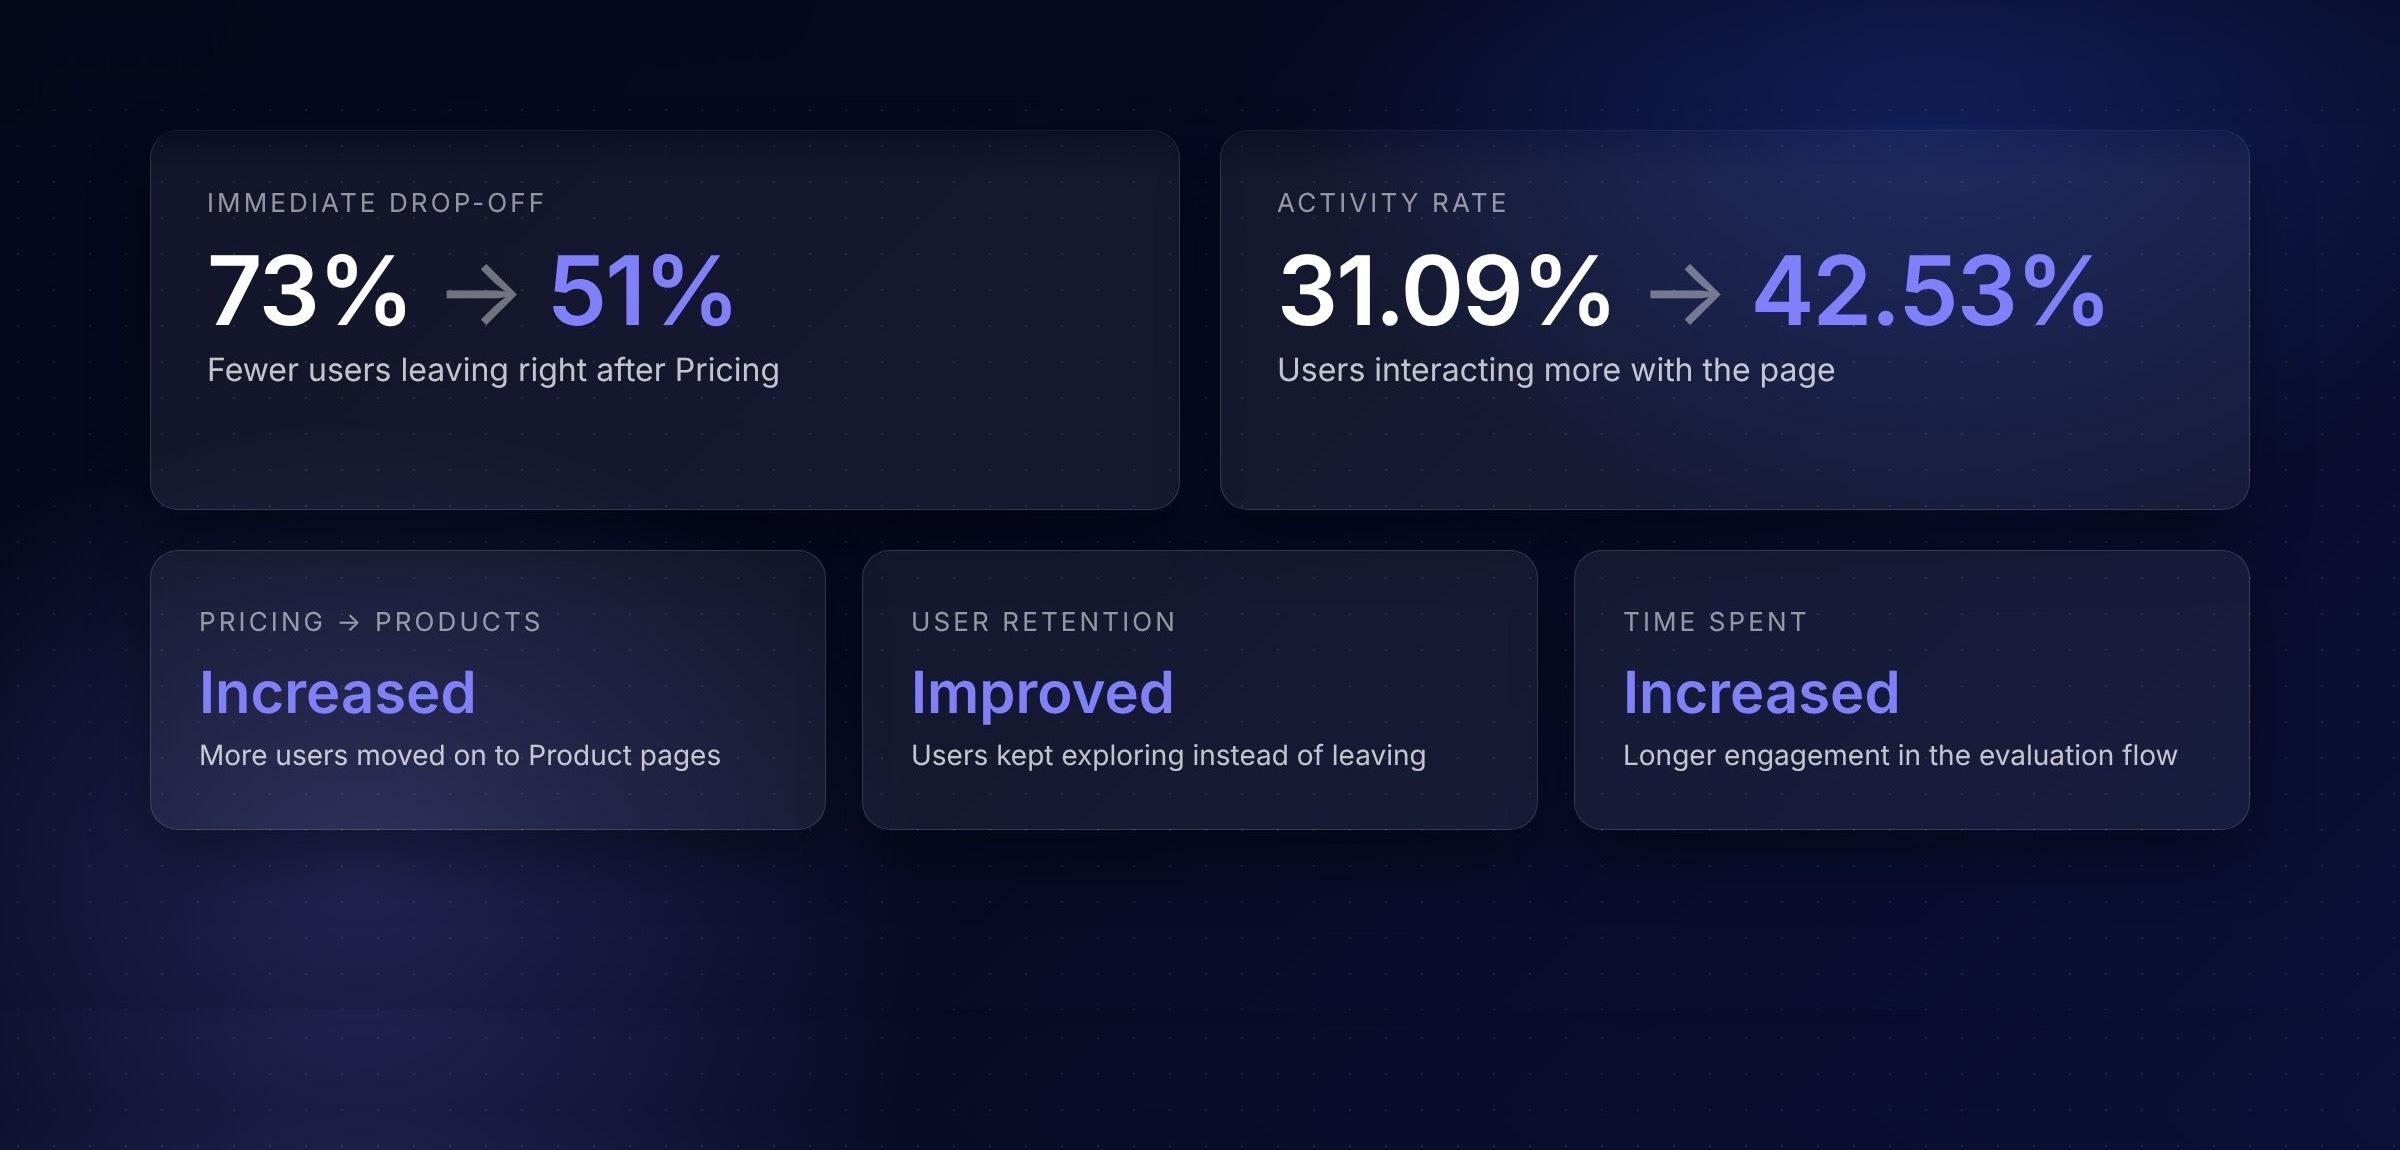 IMMEDIATE DROP-OFF
73% → 51%
Fewer users leaving right after Pricing
ACTIVITY RATE
31.09% → 42.53%
Users interacting more with the page
PRICING → PRODUCTS
Increased
More users moved on to Product pages
USER RETENTION
Improved
Users kept exploring instead of leaving
TIME SPENT
Increased
Longer engagement in the evaluation flow